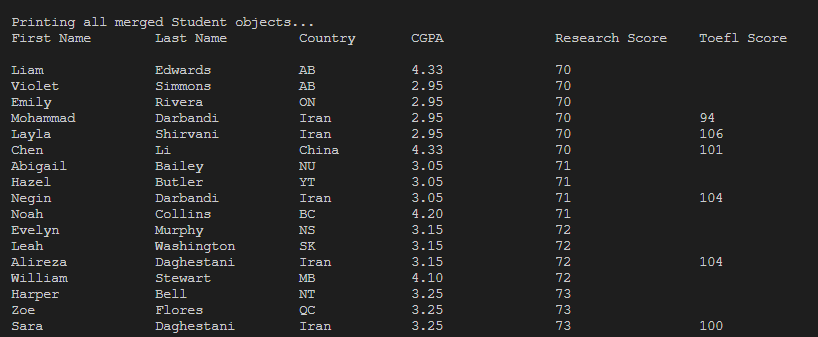 Printing all merged Student objects...
First Name Last Name Country CGPA Research Score Toefl Score
Liam Edwards AB 4.33 70
Violet Simmons AB 2.95 70
Emily Rivera ON 2.95 70
Mohammad Darbandi Iran 2.95 70 94
Layla Shirvani Iran 2.95 70 106
Chen Li China 4.33 70 101
Abigail Bailey NU 3.05 71
Hazel Butler YT 3.05 71
Negin Darbandi Iran 3.05 71 104
Noah Collins BC 4.20 71
Evelyn Murphy NS 3.15 72
Leah Washington SK 3.15 72
Alireza Daghestani Iran 3.15 72 104
William Stewart MB 4.10 72
Harper Bell NT 3.25 73
Zoe Flores QC 3.25 73
Sara Daghestani Iran 3.25 73 100